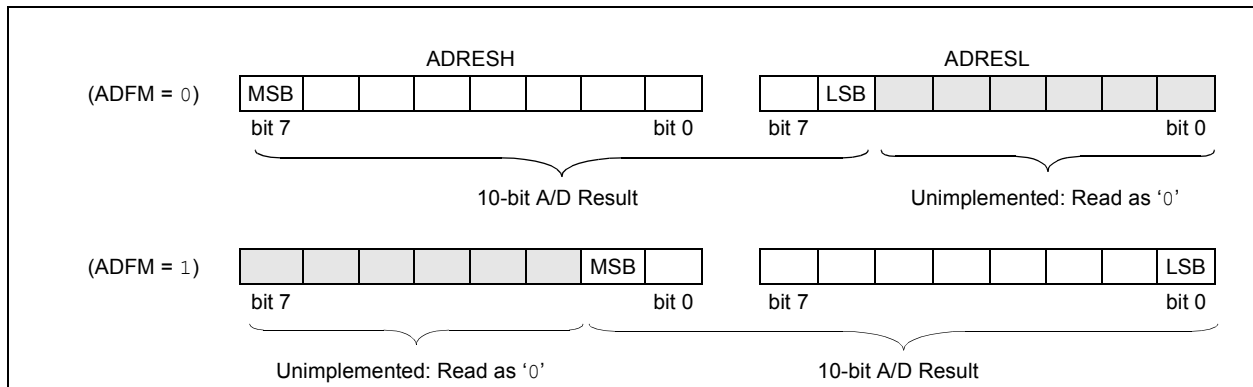 ADRESH ADRESL
(ADFM = 0) MSB LSB
bit 7 bit 0 bit 7 bit 0
10-bit A/D Result Unimplemented: Read as ‘0’
(ADFM = 1) MSB LSB
bit 7 bit 0 bit 7 bit 0
Unimplemented: Read as ‘0’ 10-bit A/D Result